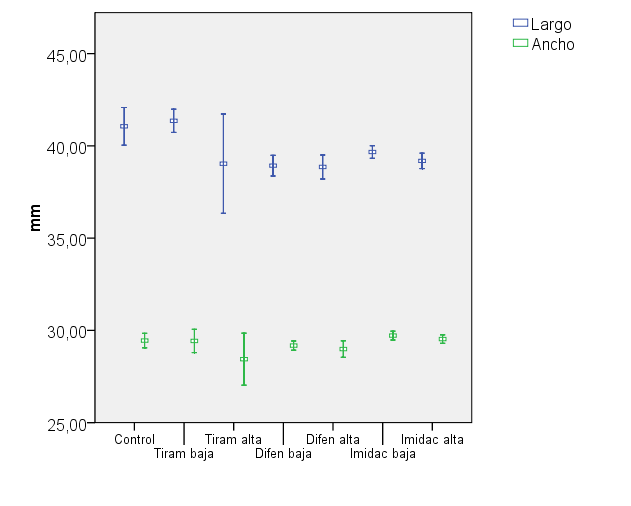 Largo
Ancho
45,00
40,00
35,00
30,00
25,00
mm
Control
Tiram baja
Tiram alta
Difen baja
Difen alta
Imidac baja
Imidac alta